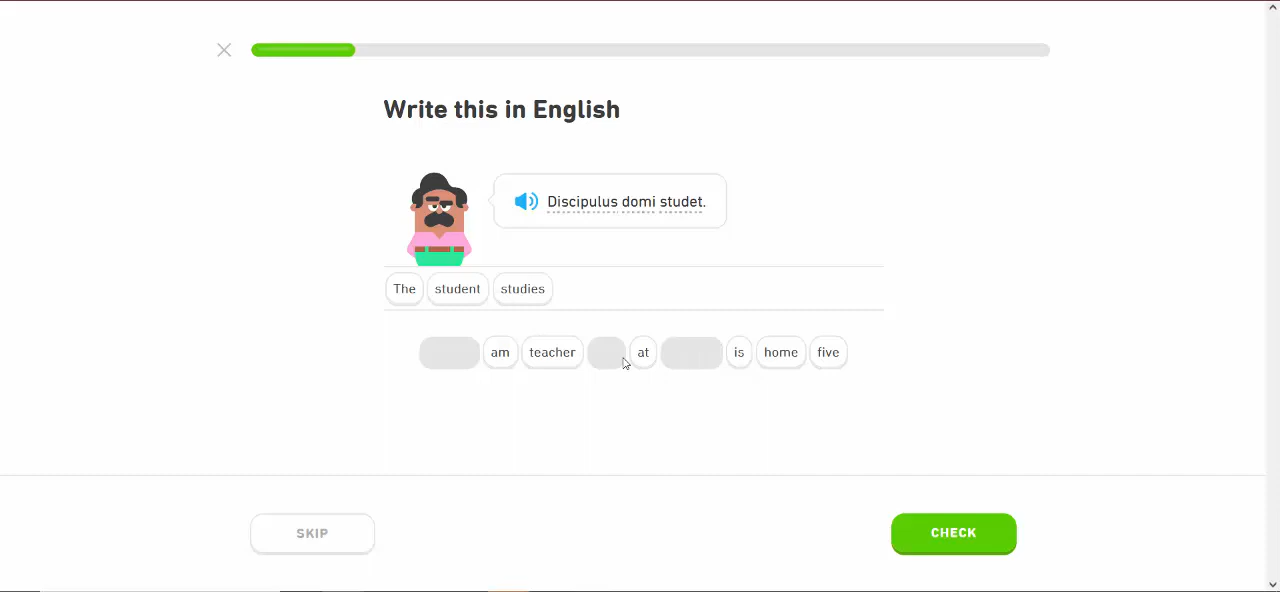 Write this in English
Discipulus domi studet.
The student studies
am teacher at is home five
SKIP
CHECK